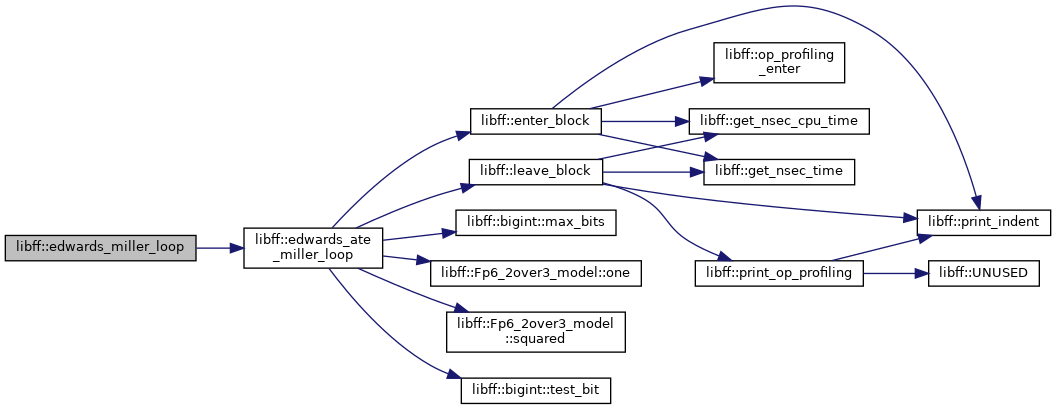 libff::edwards_miller_loop
libff::edwards_ate
_miller_loop
libff::enter_block
libff::leave_block
libff::bigint::max_bits
libff::Fp6_2over3_model::one
libff::Fp6_2over3_model
::squared
libff::bigint::test_bit
libff::op_profiling
_enter
libff::get_nsec_cpu_time
libff::get_nsec_time
libff::print_op_profiling
libff::print_indent
libff::UNUSED